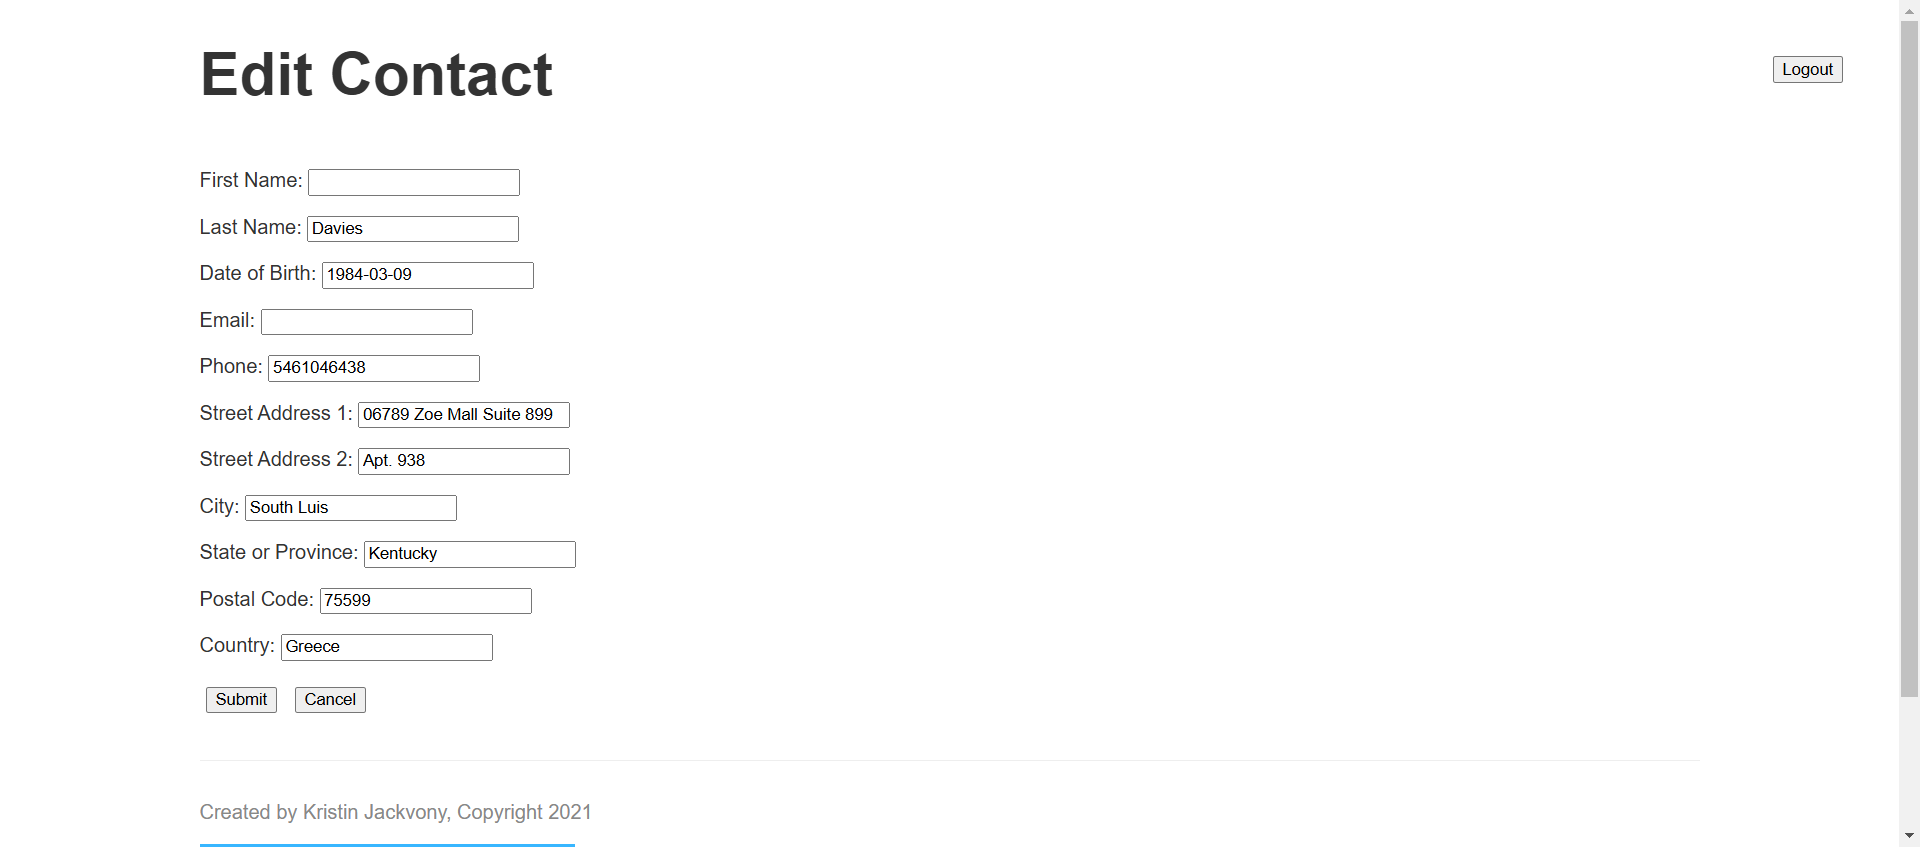 Edit Contact
Logout
First Name:
Last Name: Davies
Date of Birth: 1984-03-09
Email:
Phone: 5461046438
Street Address 1: 06789 Zoe Mall Suite 899
Street Address 2: Apt. 938
City: South Luis
State or Province: Kentucky
Postal Code: 75599
Country: Greece
Submit Cancel
Created by Kristin Jackvony, Copyright 2021